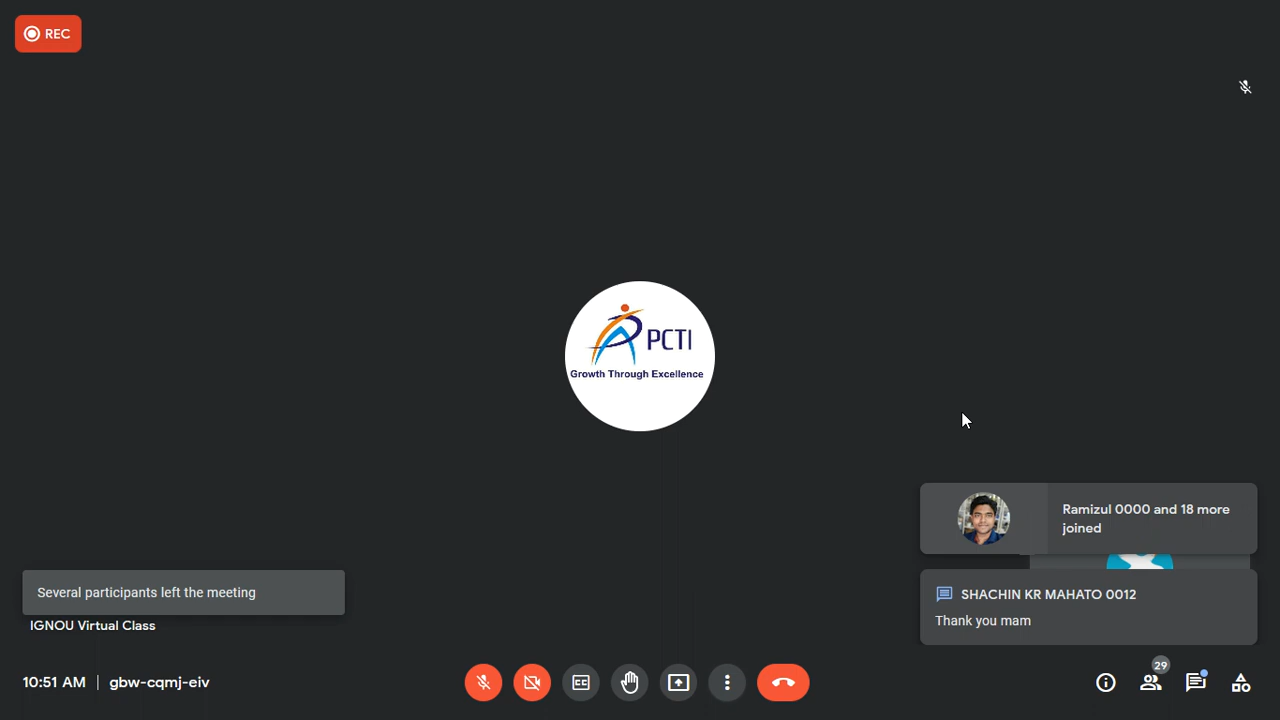 REC
PCTI
Growth Through Excellence
Ramizul 0000 and 18 more
joined
Several participants left the meeting
SHACHIN KR MAHATO 0012
Thank you mam
IGNOU Virtual Class
10:51 AM | gbw-cqmj-eiv
CC
29